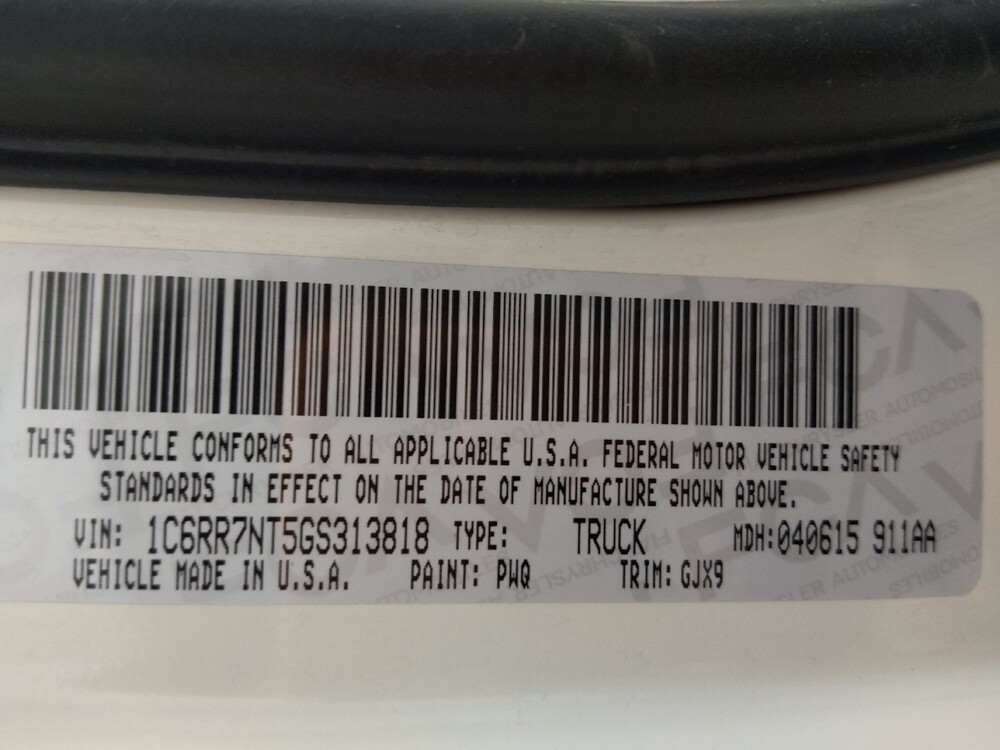 THIS VEHICLE CONFORMS TO ALL APPLICABLE U.S.A. FEDERAL MOTOR VEHICLE SAFETY
STANDARDS IN EFFECT ON THE DATE OF MANUFACTURE SHOWN ABOVE.
VIN: 1C6RR7NT5GS313818 TYPE: TRUCK MDH:040615 911AA
VEHICLE MADE IN U.S.A. PAINT: PWQ TRIM:GJX9